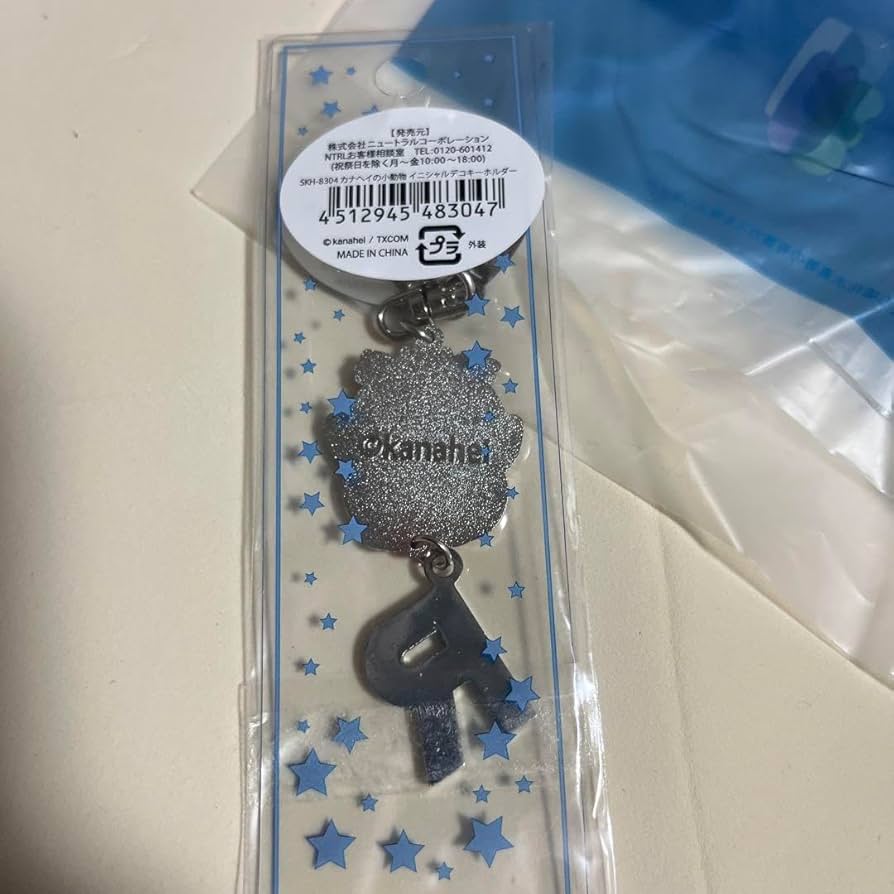 【発売元】
株式会社ニュートラルコーポレーション
NTRLお客様相談室 TEL:0120-601412
(祝祭日を除く月～金10:00～18:00)
SKH-8304 カナヘイの小動物 イニシャルデコキーホルダー
4 512945 483047
©kanahei / TXCOM
MADE IN CHINA
プラ 外装
©kanahei
R